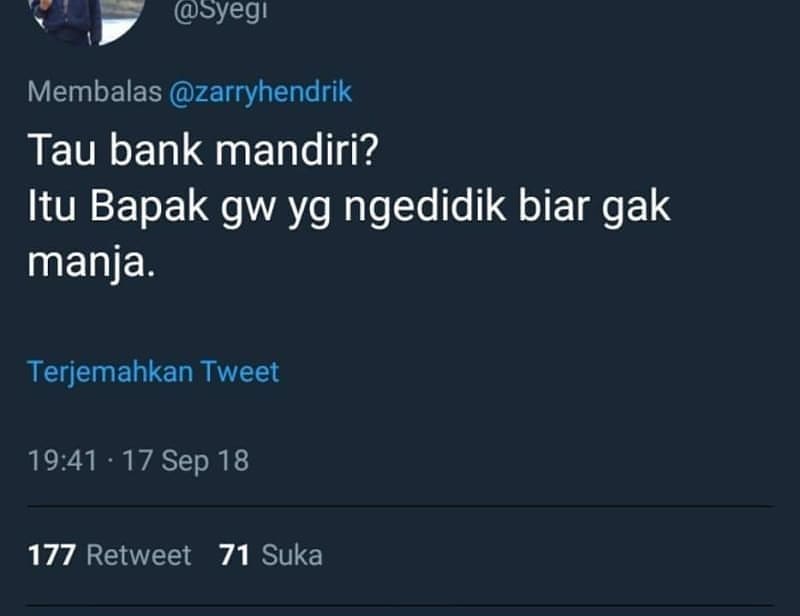 @Syegi
Membalas @zarryhendrik
Tau bank mandiri?
Itu Bapak gw yg ngedidik biar gak
manja.
Terjemahkan Tweet
19:41 · 17 Sep 18
177 Retweet 71 Suka